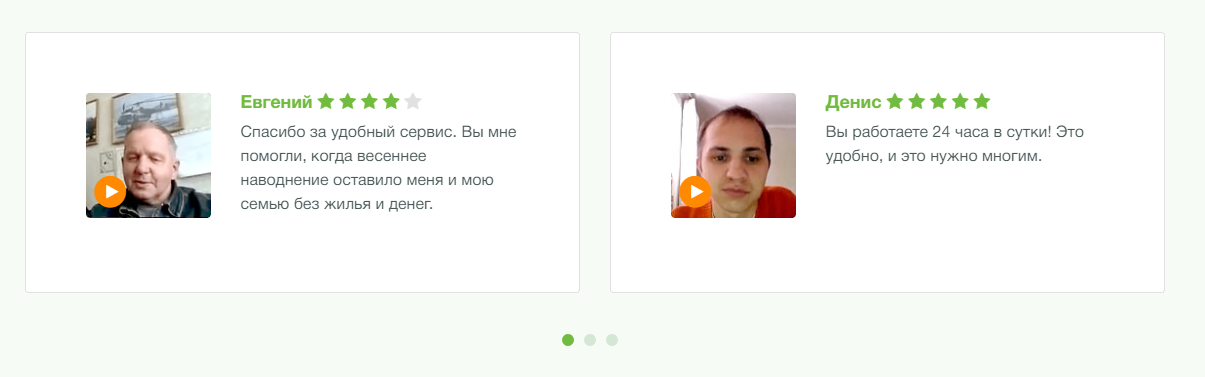 Евгений
Спасибо за удобный сервис. Вы мне
помогли, когда весеннее
наводнение оставило меня и мою
семью без жилья и денег.
Денис
Вы работаете 24 часа в сутки! Это
удобно, и это нужно многим.